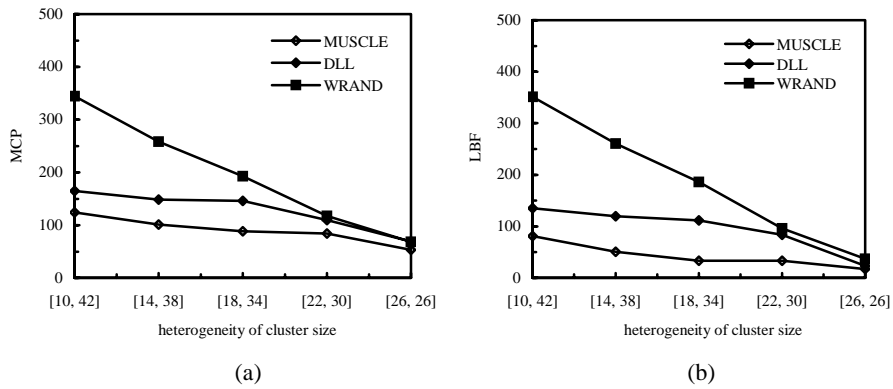 500
400
300
200
100
0
MCP
MUSCLE
DLL
WRAND
[10, 42] [14, 38] [18, 34] [22, 30] [26, 26]
heterogeneity of cluster size
(a)
500
400
300
200
100
0
LBF
MUSCLE
DLL
WRAND
[10, 42] [14, 38] [18, 34] [22, 30] [26, 26]
heterogeneity of cluster size
(b)